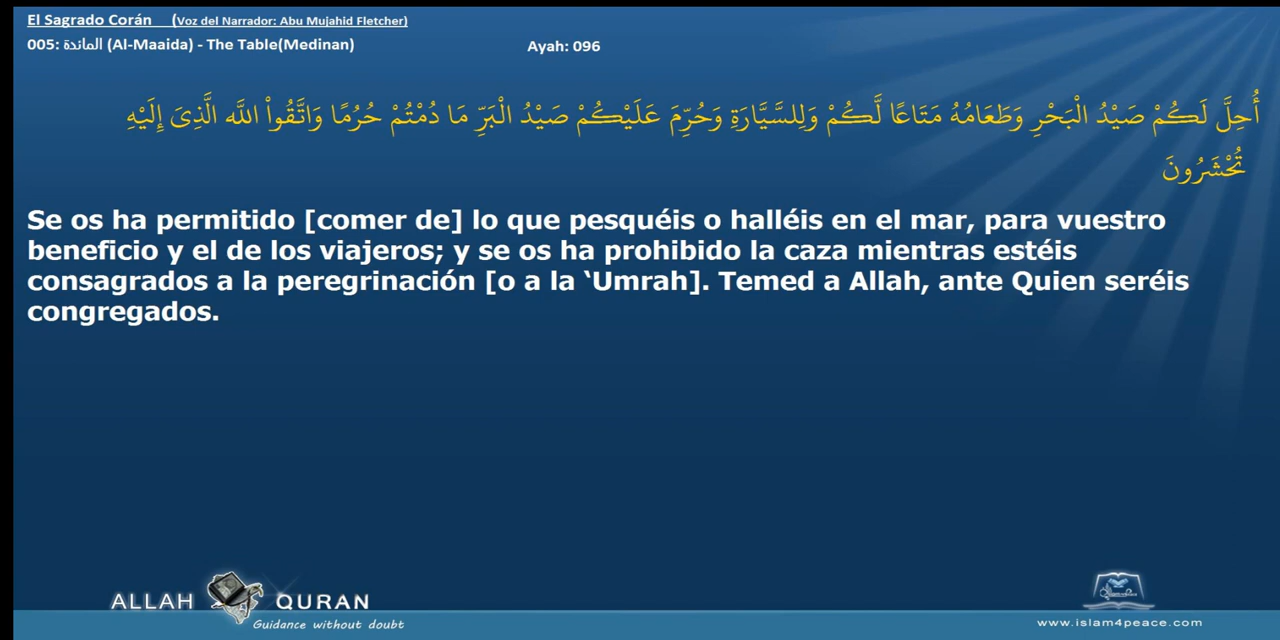 El Sagrado Corán (Voz del Narrador: Abu Mujahid Fletcher)
005: المائدة (Al-Maaida) - The Table(Medinan) Ayah: 096
أُحِلَّ لَكُمْ صَيْدُ الْبَحْرِ وَطَعَامُهُ مَتَاعًا لَّكُمْ وَلِلسَّيَّارَةِ وَحُرِّمَ عَلَيْكُمْ صَيْدُ الْبَرِّ مَا دُمْتُمْ حُرُمًا وَاتَّقُواْ اللَّه الَّذِىَ إِلَيْهِ
تُحْشَرُونَ
Se os ha permitido [comer de] lo que pesquéis o halléis en el mar, para vuestro
beneficio y el de los viajeros; y se os ha prohibido la caza mientras estéis
consagrados a la peregrinación [o a la ‘Umrah]. Temed a Allah, ante Quien seréis
congregados.
ALLAH QURAN
Guidance without doubt
www.islam4peace.com